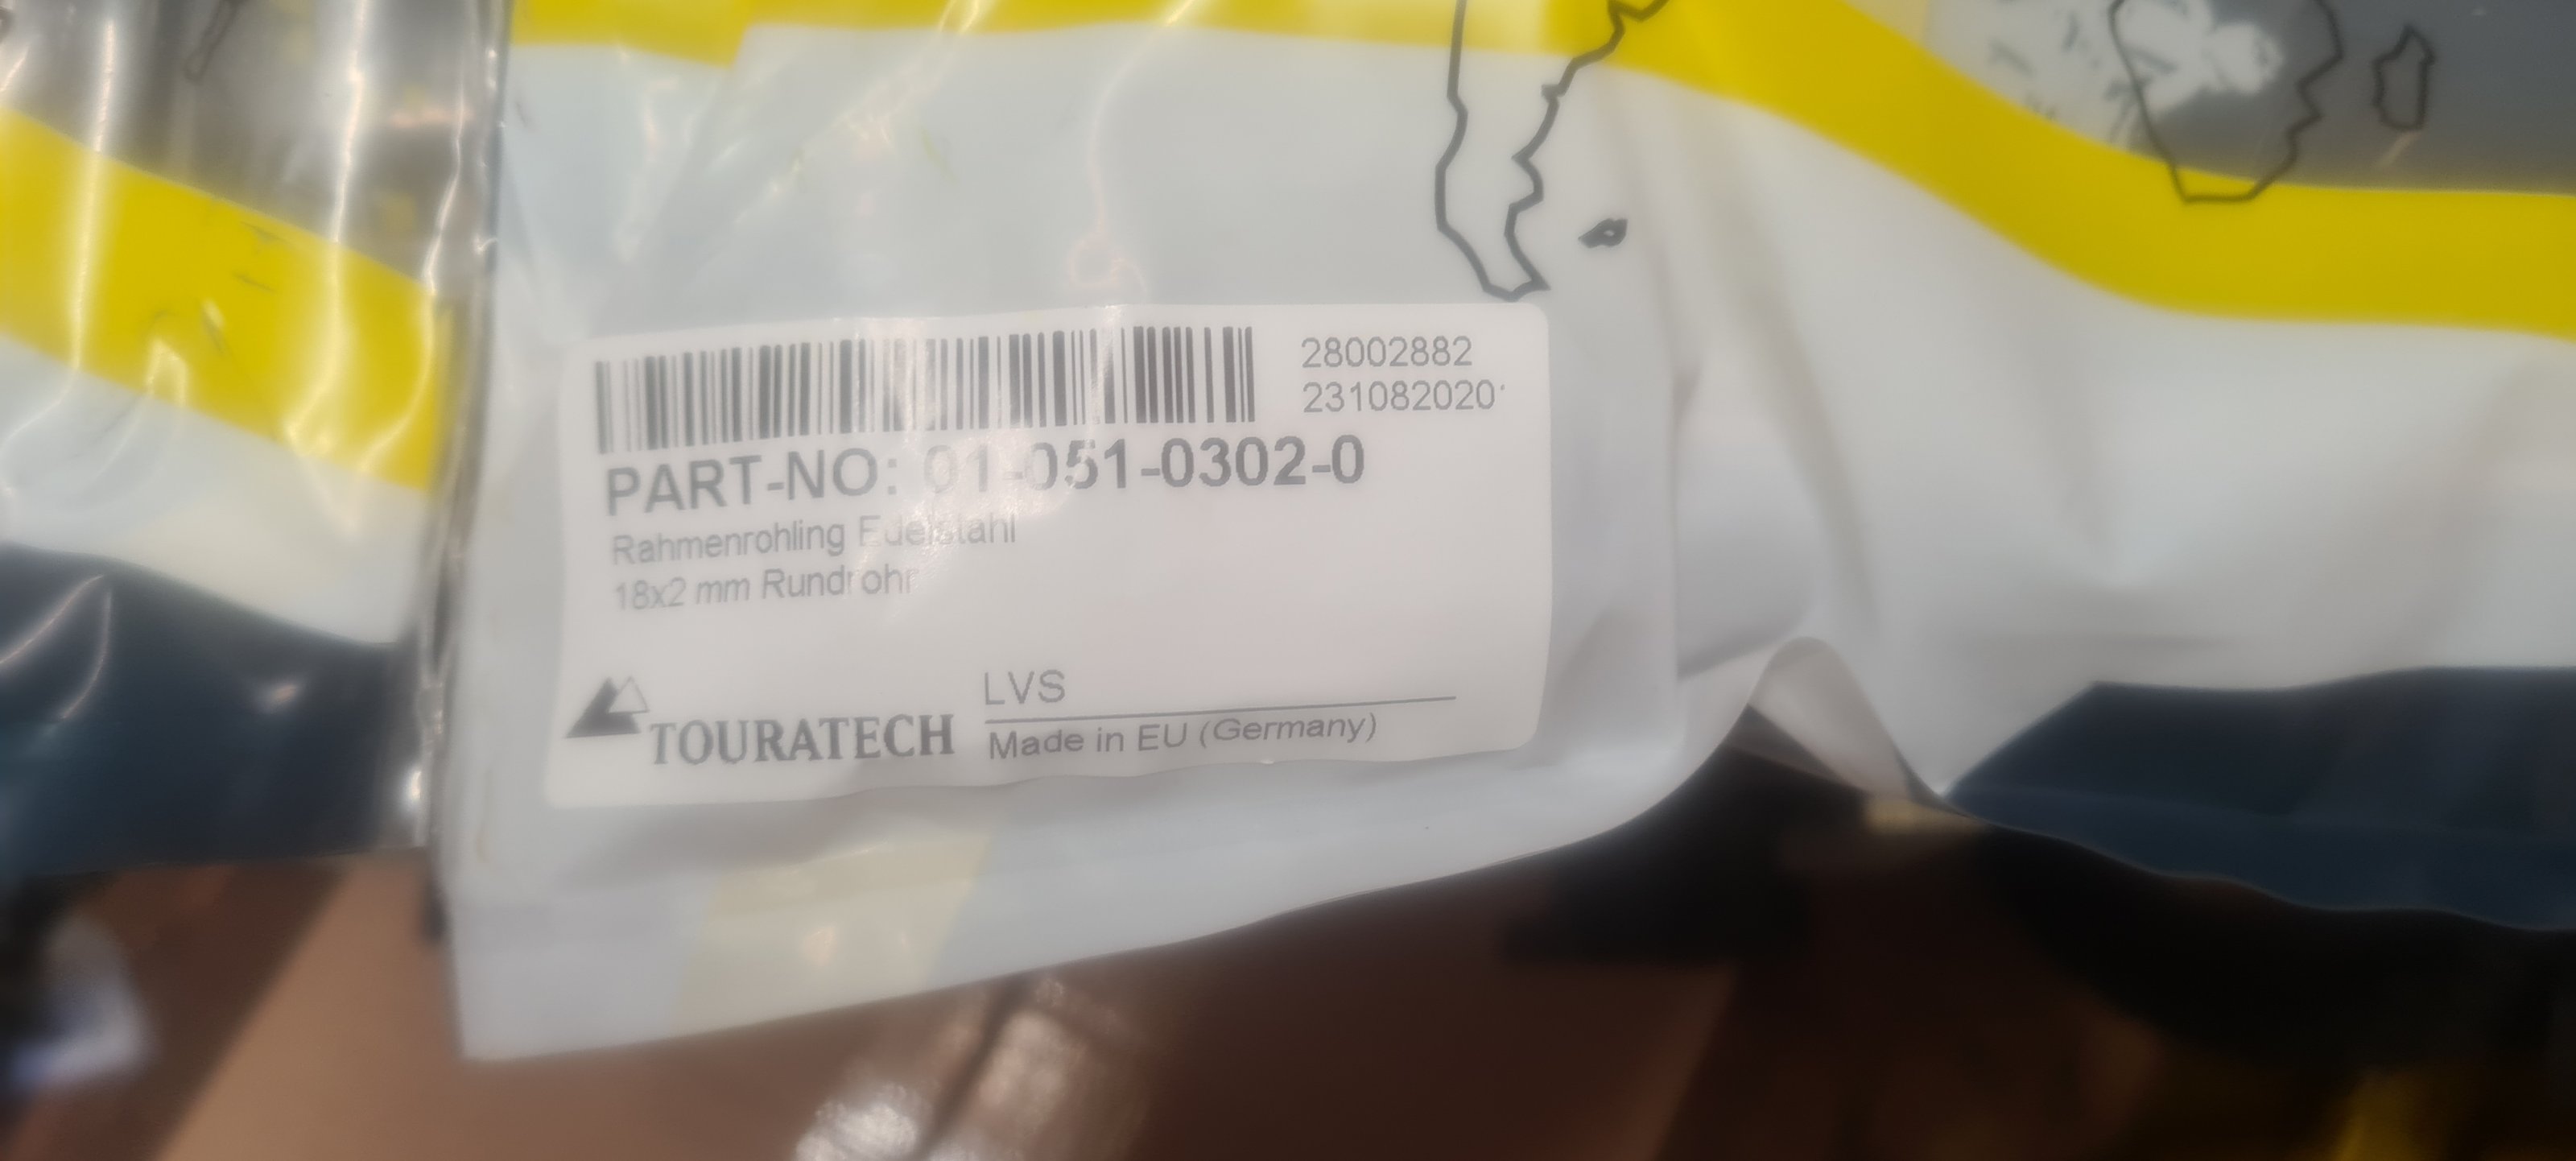 28002882
231082020
PART-NO: 01-051-0302-0
Rahmenrohling Edelstahl
18x2 mm Rundrohr
LVS
TOURATECH
Made in EU (Germany)